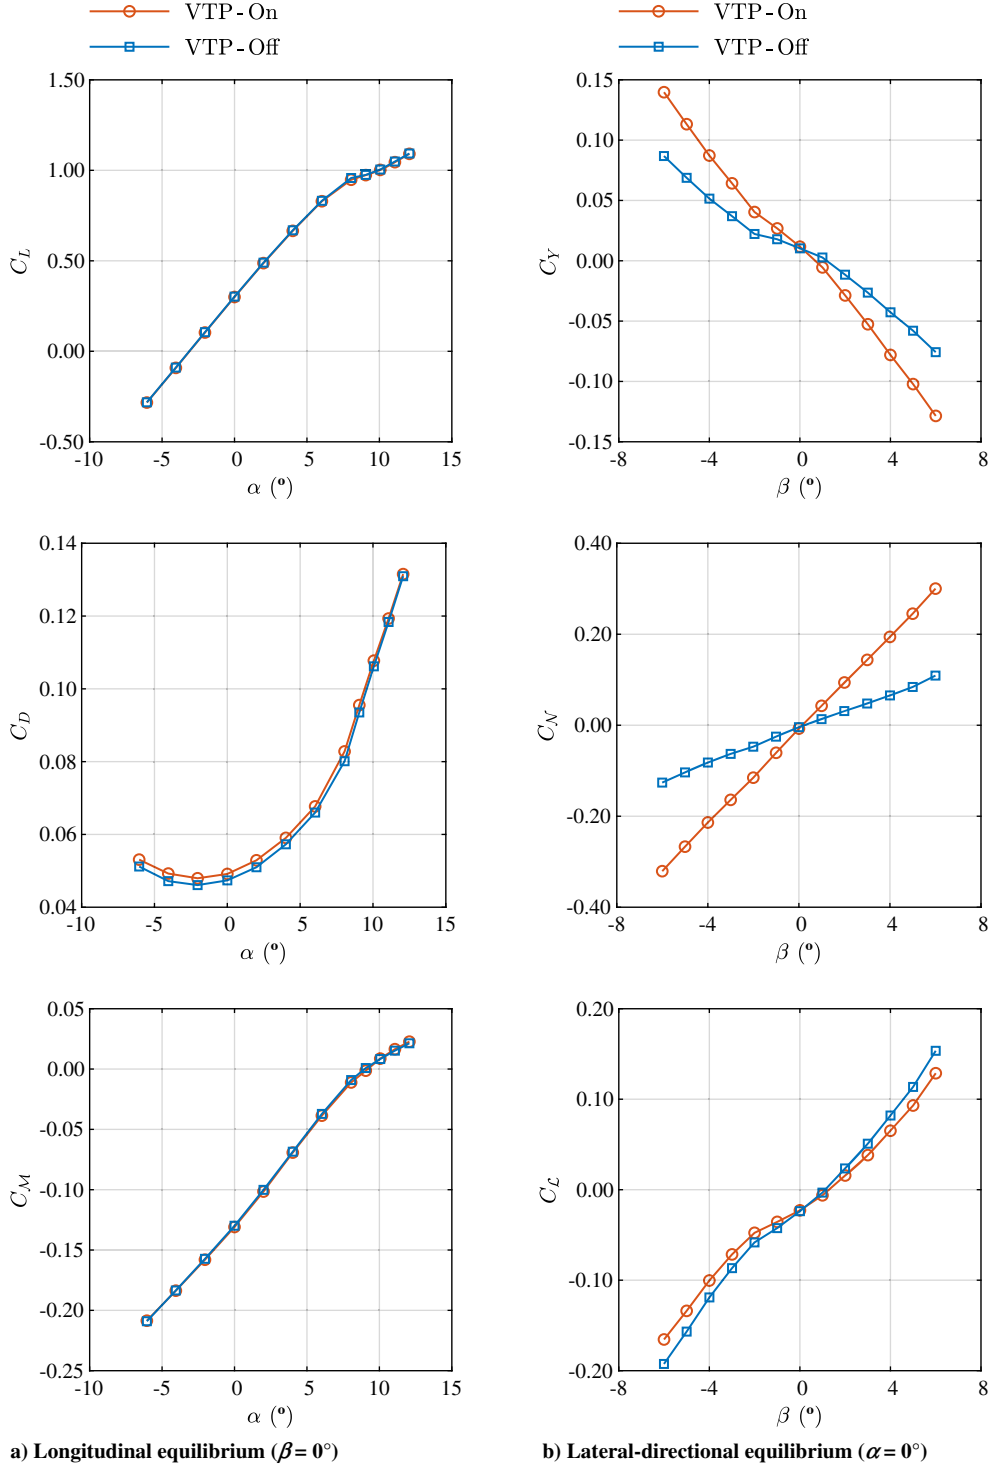 VTP-On
VTP-Off
1.50
1.00
0.50
0.00
-0.50
-10 -5 0 5 10 15
C_L
α (°)
VTP-On
VTP-Off
0.15
0.10
0.05
0.00
-0.05
-0.10
-0.15
-8 -4 0 4 8
C_Y
β (°)
0.14
0.12
0.10
0.08
0.06
0.04
-10 -5 0 5 10 15
C_D
α (°)
0.40
0.20
0.00
-0.20
-0.40
-8 -4 0 4 8
C_N
β (°)
0.05
0.00
-0.05
-0.10
-0.15
-0.20
-0.25
-10 -5 0 5 10 15
C_M
α (°)
0.20
0.10
0.00
-0.10
-0.20
-8 -4 0 4 8
C_L
β (°)
a) Longitudinal equilibrium (β = 0°)
b) Lateral-directional equilibrium (α = 0°)